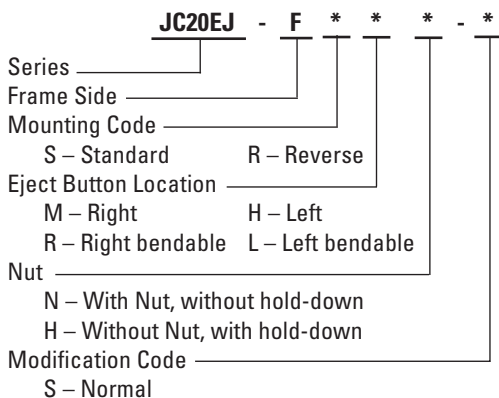 JC20EJ - F * * * - *
Series
Frame Side
Mounting Code
S – Standard R – Reverse
Eject Button Location
M – Right H – Left
R – Right bendable L – Left bendable
Nut
N – With Nut, without hold-down
H – Without Nut, with hold-down
Modification Code
S – Normal